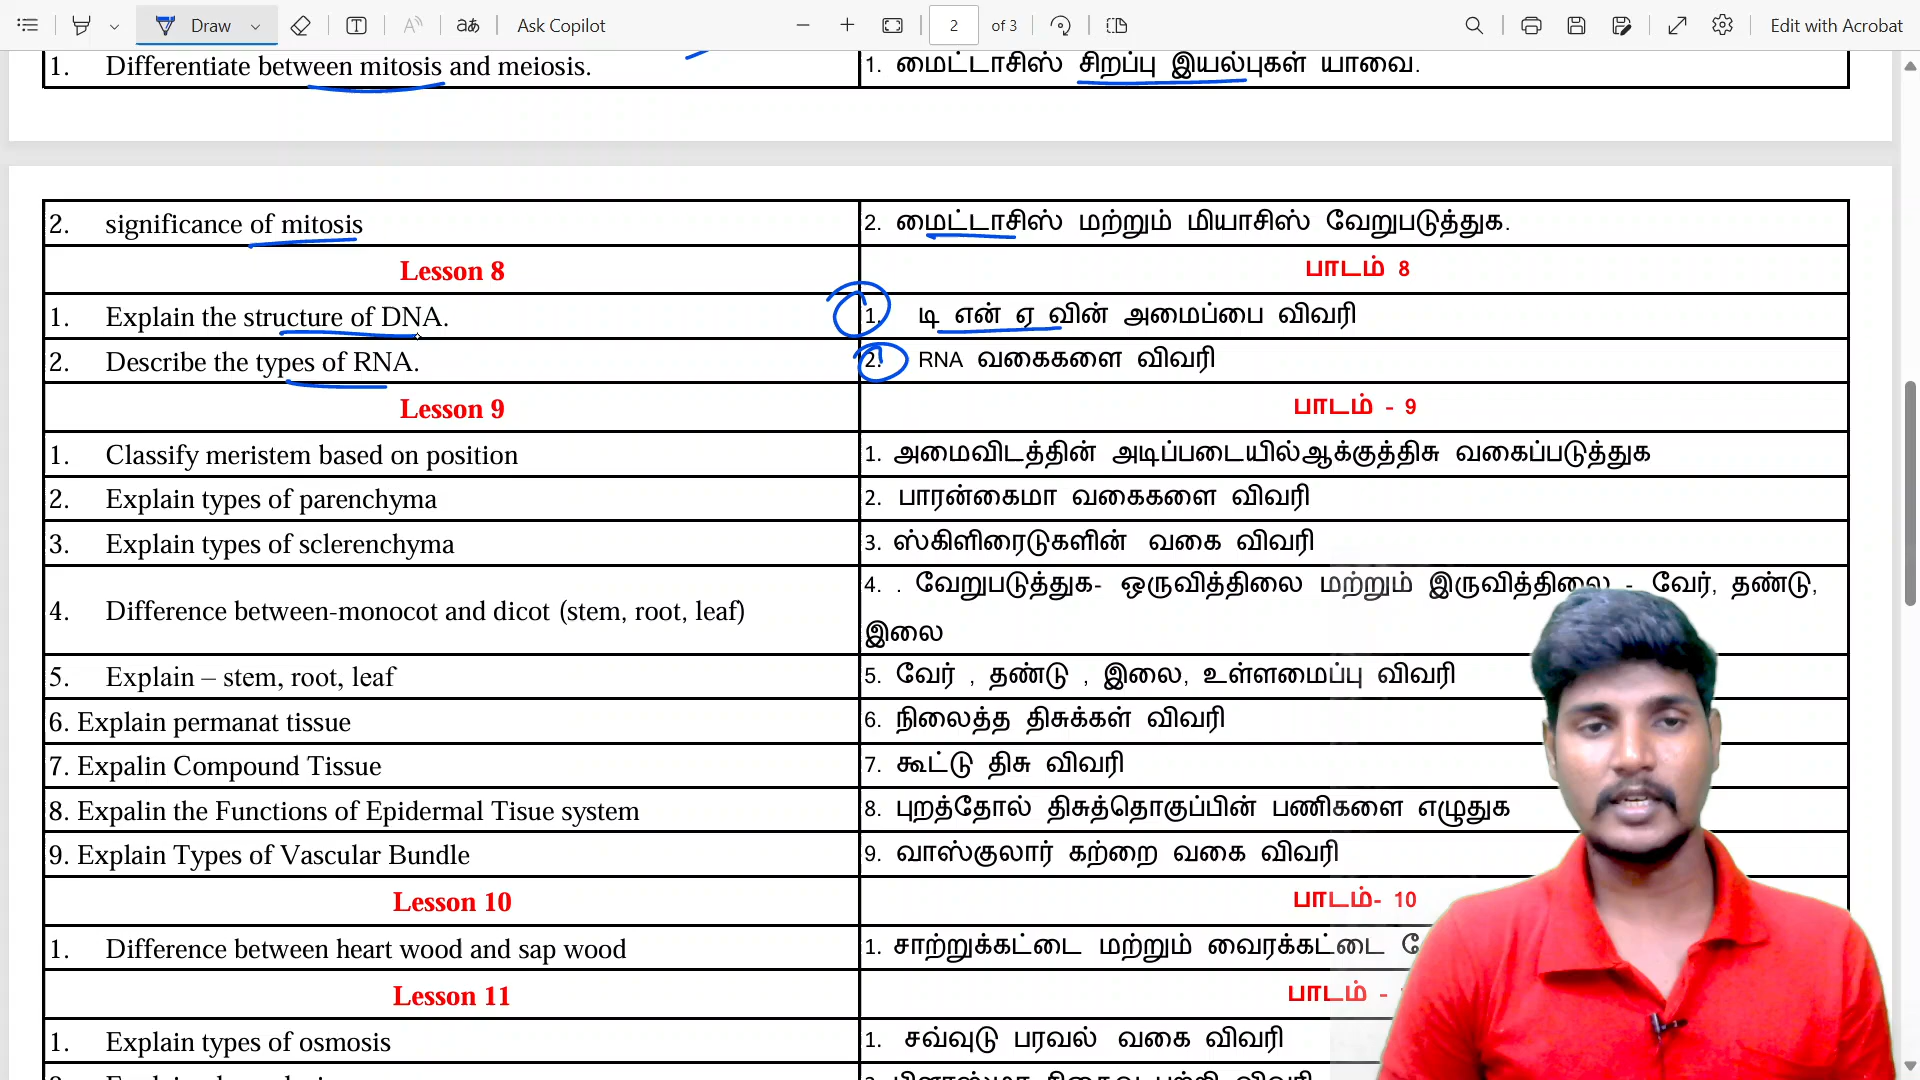 Draw
Ask Copilot
2
of 3
Edit with Acrobat
1. Differentiate between mitosis and meiosis.
1. மைட்டாசிஸ் சிறப்பு இயல்புகள் யாவை.
2. significance of mitosis
2. மைட்டாசிஸ் மற்றும் மியாசிஸ் வேறுபடுத்துக.
Lesson 8
பாடம் 8
1. Explain the structure of DNA.
1. டி என் ஏ வின் அமைப்பை விவரி
2. Describe the types of RNA.
2. RNA வகைகளை விவரி
Lesson 9
பாடம் - 9
1. Classify meristem based on position
1. அமைவிடத்தின் அடிப்படையில்ஆக்குத்திசு வகைப்படுத்துக
2. Explain types of parenchyma
2. பாரன்கைமா வகைகளை விவரி
3. Explain types of sclerenchyma
3. ஸ்கிளிரைடுகளின் வகை விவரி
4. Difference between-monocot and dicot (stem, root, leaf)
4. . வேறுபடுத்துக- ஒருவித்திலை மற்றும் இருவித்திலை - வேர், தண்டு,
இலை
5. Explain – stem, root, leaf
5. வேர் , தண்டு , இலை, உள்ளமைப்பு விவரி
6. Explain permanat tissue
6. நிலைத்த திசுக்கள் விவரி
7. Expalin Compound Tissue
7. கூட்டு திசு விவரி
8. Expalin the Functions of Epidermal Tisue system
8. புறத்தோல் திசுத்தொகுப்பின் பணிகளை எழுதுக
9. Explain Types of Vascular Bundle
9. வாஸ்குலார் கற்றை வகை விவரி
Lesson 10
பாடம்- 10
1. Difference between heart wood and sap wood
1. சாற்றுக்கட்டை மற்றும் வைரக்கட்டை
Lesson 11
பாடம் -
1. Explain types of osmosis
1. சவ்வுடு பரவல் வகை விவரி